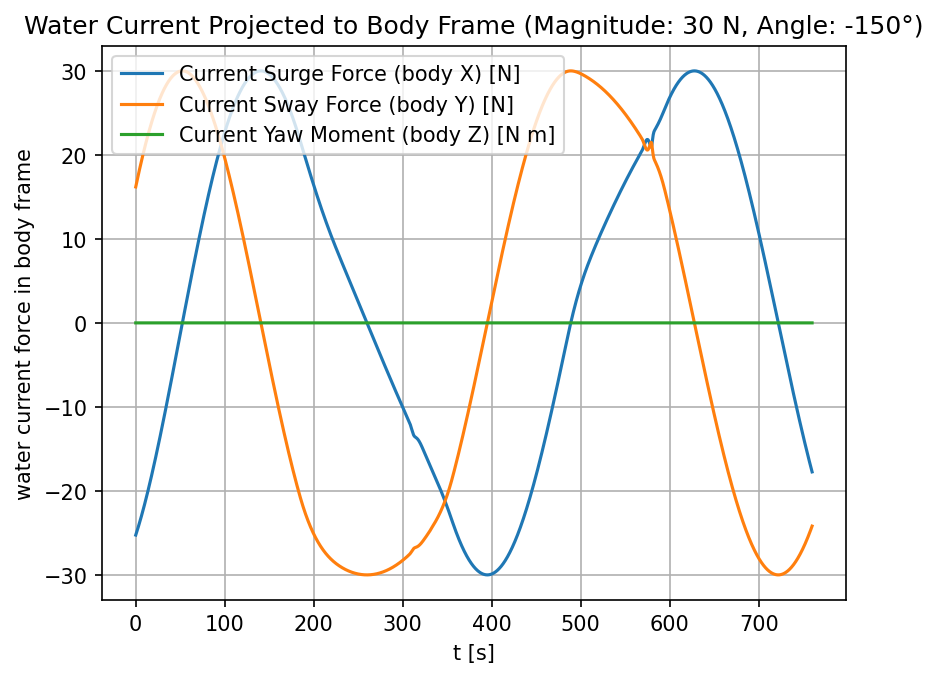 Water Current Projected to Body Frame (Magnitude: 30 N, Angle: -150°)
Current Surge Force (body X) [N]
Current Sway Force (body Y) [N]
Current Yaw Moment (body Z) [N m]
water current force in body frame
30
20
10
0
−10
−20
−30
0 100 200 300 400 500 600 700
t [s]